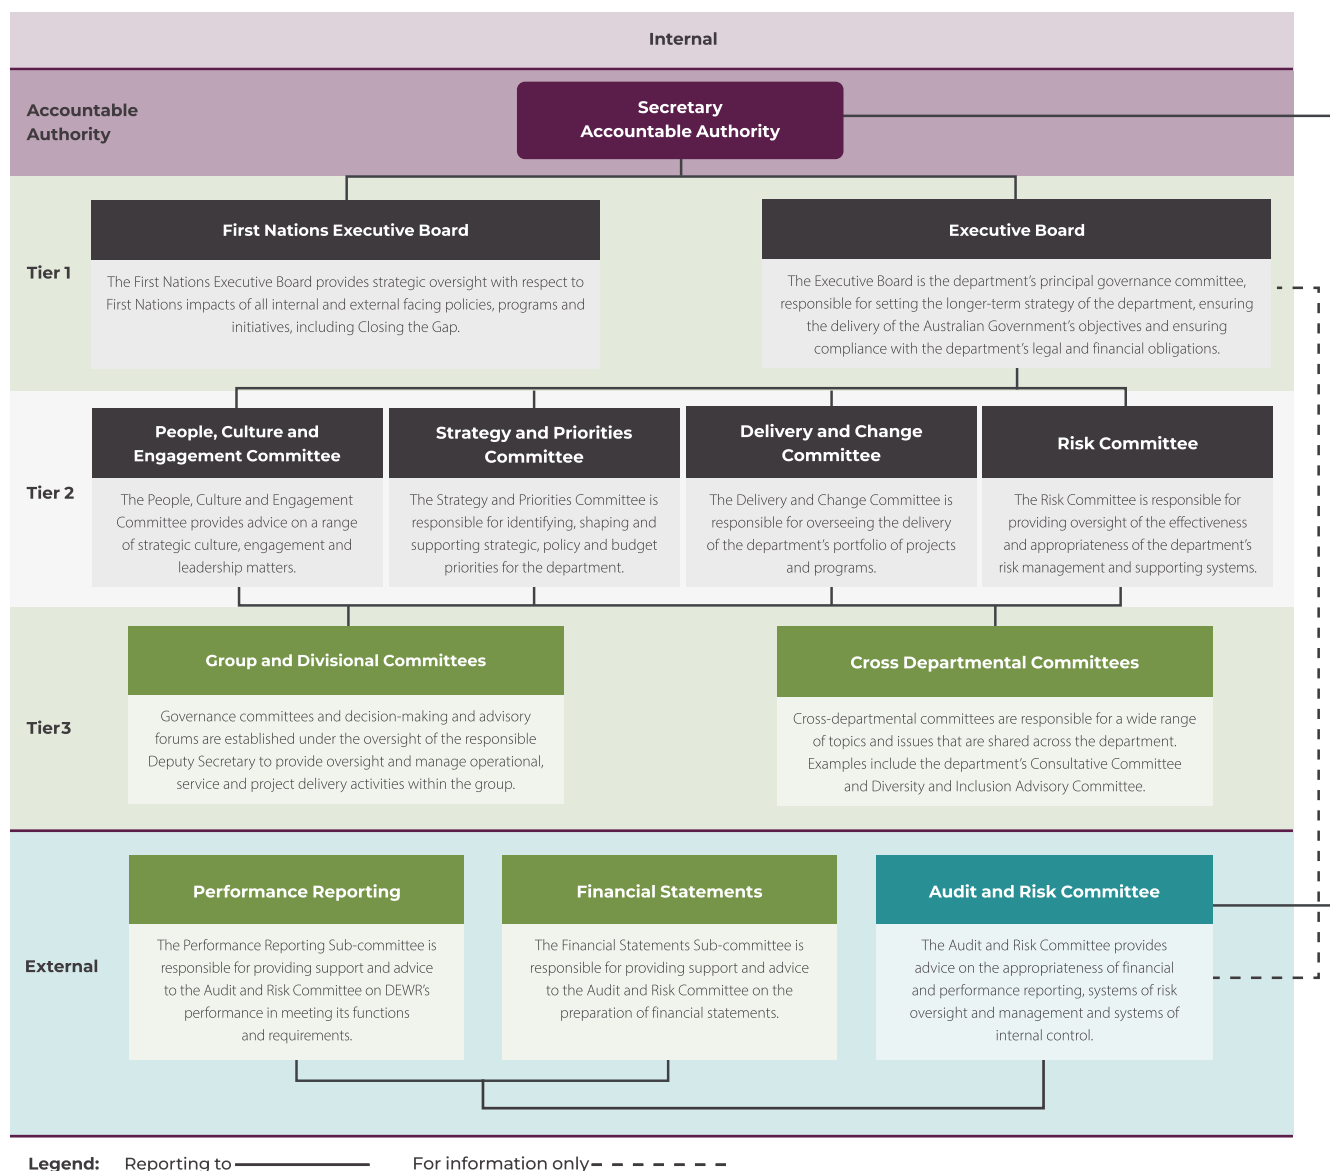 Internal
Accountable
Authority
Secretary
Accountable Authority
Tier 1
First Nations Executive Board
The First Nations Executive Board provides strategic oversight with respect to
First Nations impacts of all internal and external facing policies, programs and
initiatives, including Closing the Gap.
Executive Board
The Executive Board is the department’s principal governance committee,
responsible for setting the longer-term strategy of the department, ensuring
the delivery of the Australian Government’s objectives and ensuring
compliance with the department’s legal and financial obligations.
Tier 2
People, Culture and
Engagement Committee
The People, Culture and Engagement
Committee provides advice on a range
of strategic culture, engagement and
leadership matters.
Strategy and Priorities
Committee
The Strategy and Priorities Committee is
responsible for identifying, shaping and
supporting strategic, policy and budget
priorities for the department.
Delivery and Change
Committee
The Delivery and Change Committee is
responsible for overseeing the delivery
of the department’s portfolio of projects
and programs.
Risk Committee
The Risk Committee is responsible for
providing oversight of the effectiveness
and appropriateness of the department’s
risk management and supporting systems.
Tier3
Group and Divisional Committees
Governance committees and decision-making and advisory
forums are established under the oversight of the responsible
Deputy Secretary to provide oversight and manage operational,
service and project delivery activities within the group.
Cross Departmental Committees
Cross-departmental committees are responsible for a wide range
of topics and issues that are shared across the department.
Examples include the department’s Consultative Committee
and Diversity and Inclusion Advisory Committee.
External
Performance Reporting
The Performance Reporting Sub-committee is
responsible for providing support and advice
to the Audit and Risk Committee on DEWR’s
performance in meeting its functions
and requirements.
Financial Statements
The Financial Statements Sub-committee is
responsible for providing support and advice
to the Audit and Risk Committee on the
preparation of financial statements.
Audit and Risk Committee
The Audit and Risk Committee provides
advice on the appropriateness of financial
and performance reporting, systems of risk
oversight and management and systems of
internal control.
Legend: Reporting to For information only